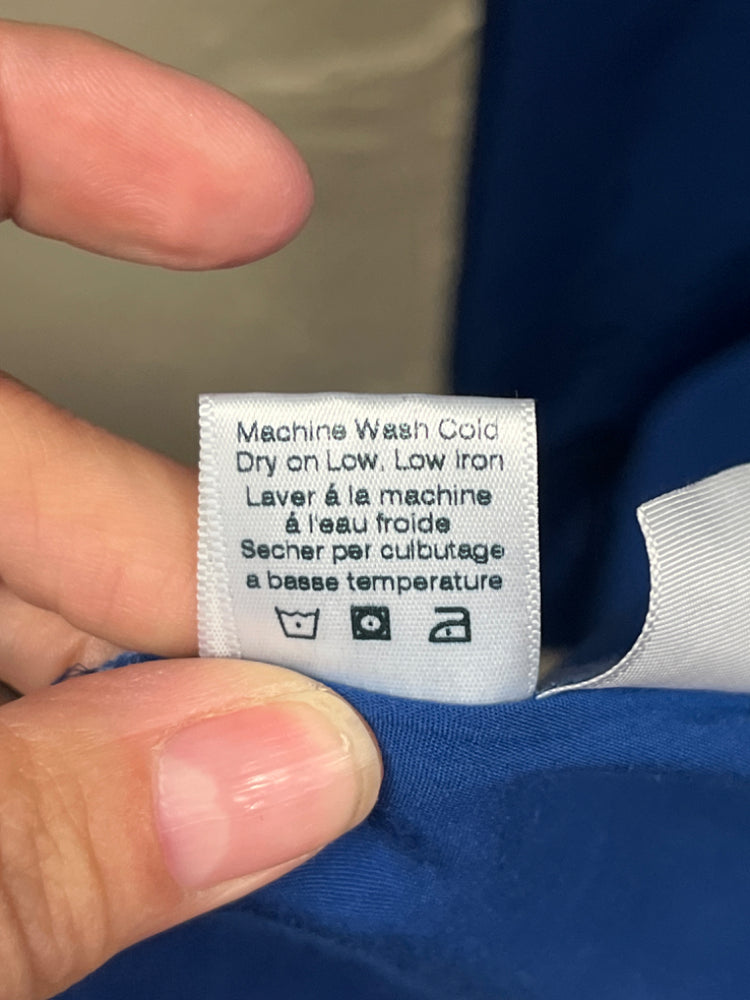 Machine Wash Cold
Dry on Low, Low Iron
Laver á la machine
á l'eau froide
Secher per culbutage
a basse temperature